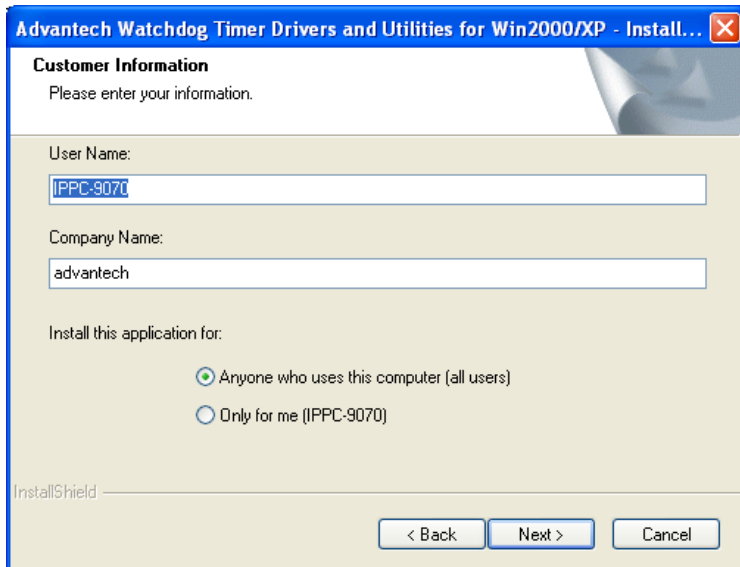 Advantech Watchdog Timer Drivers and Utilities for Win2000/XP - Install...
Customer Information
Please enter your information.
User Name:
IPPC-9070
Company Name:
advantech
Install this application for:
Anyone who uses this computer (all users)
Only for me (IPPC-9070)
InstallShield
< Back Next > Cancel